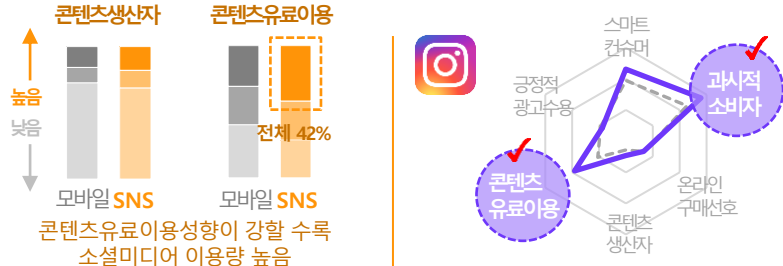 콘텐츠생산자
콘텐츠유료이용
높음
낮음
전체 42%
모바일 SNS
모바일 SNS
콘텐츠유료이용성향이 강할 수록
소셜미디어 이용량 높음
스마트
컨슈머
긍정적
광고수용
과시적
소비자
콘텐츠
유료이용
온라인
구매선호
콘텐츠
생산자